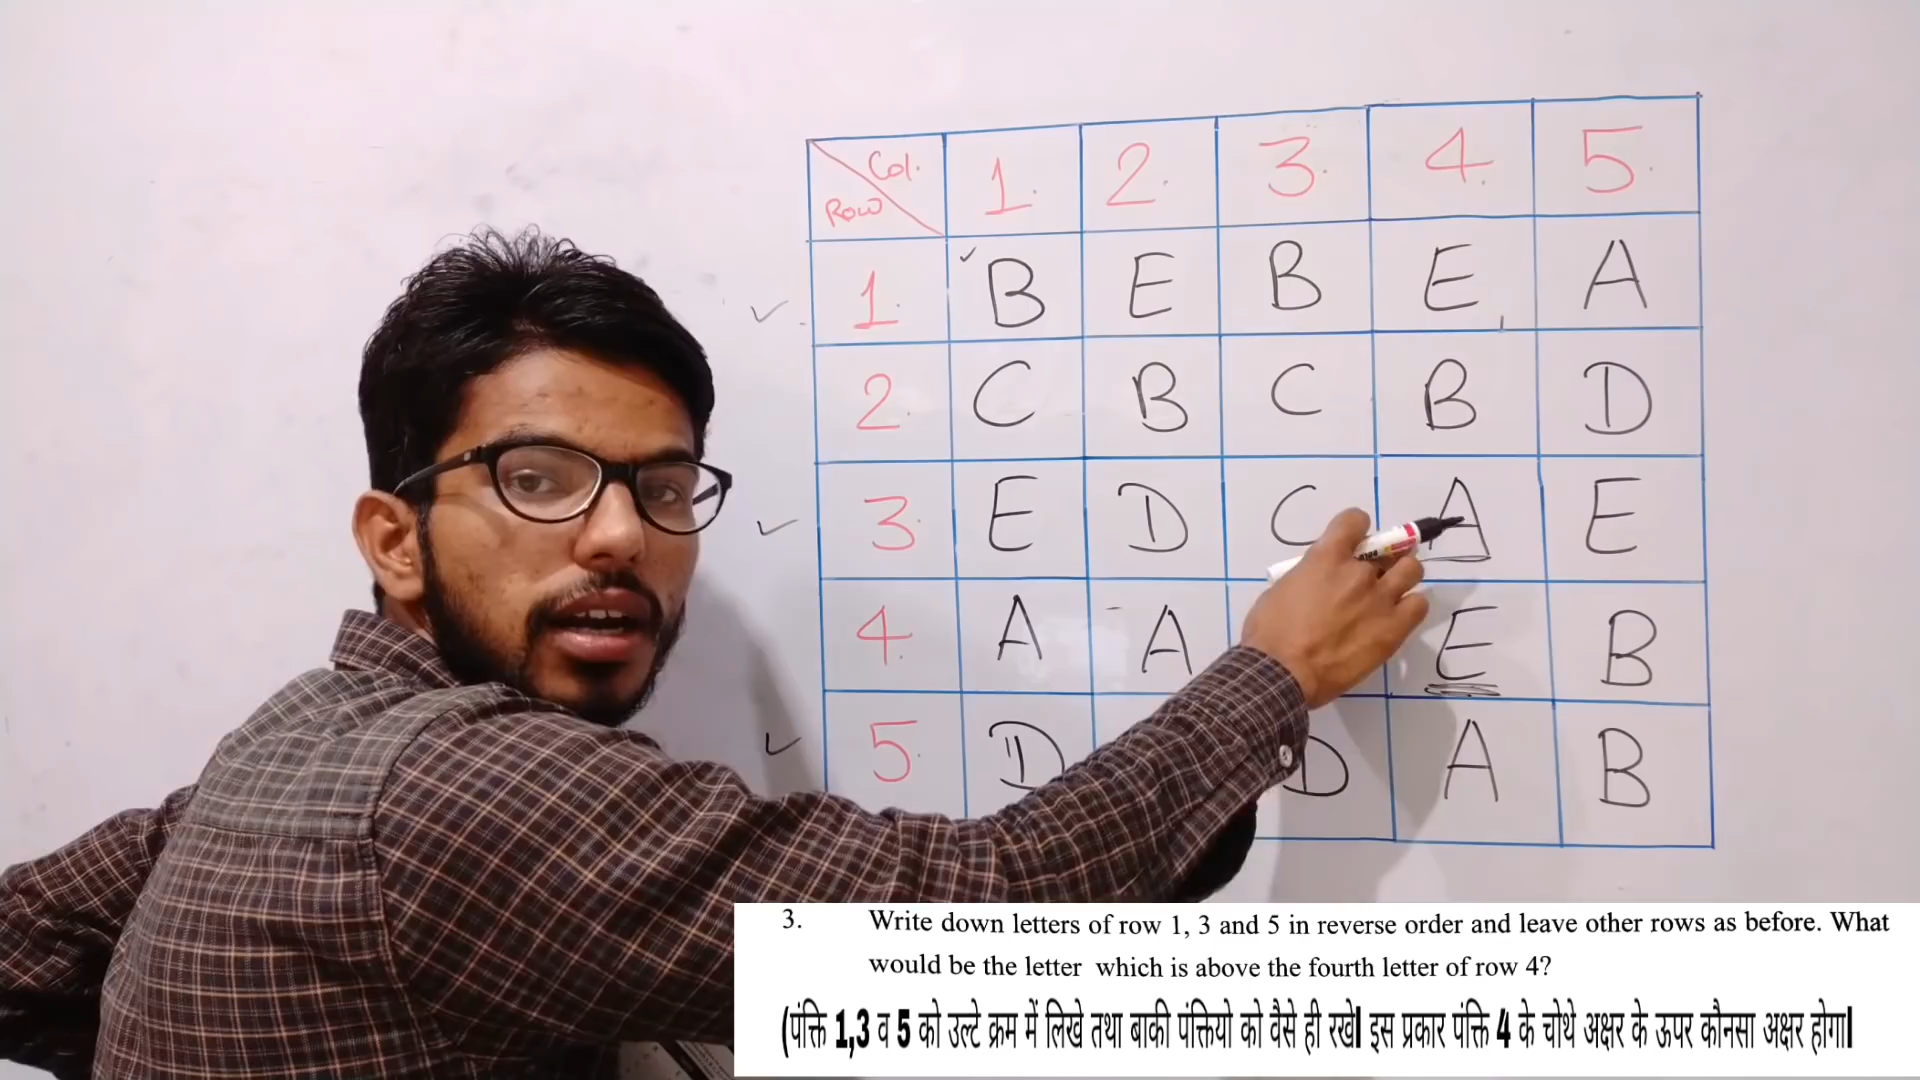 Col. 1. 2. 3. 4. 5.
Row
1. B E B E A
2. C B C B D
3. E D C A E
4. A A E B
5. D D A B
3. Write down letters of row 1, 3 and 5 in reverse order and leave other rows as before. What
would be the letter which is above the fourth letter of row 4?
(पंक्ति 1,3 व 5 को उल्टे क्रम में लिखे तथा बाकी पंक्तियो को वैसे ही रखे। इस प्रकार पंक्ति 4 के चोथे अक्षर के ऊपर कौनसा अक्षर होगा।